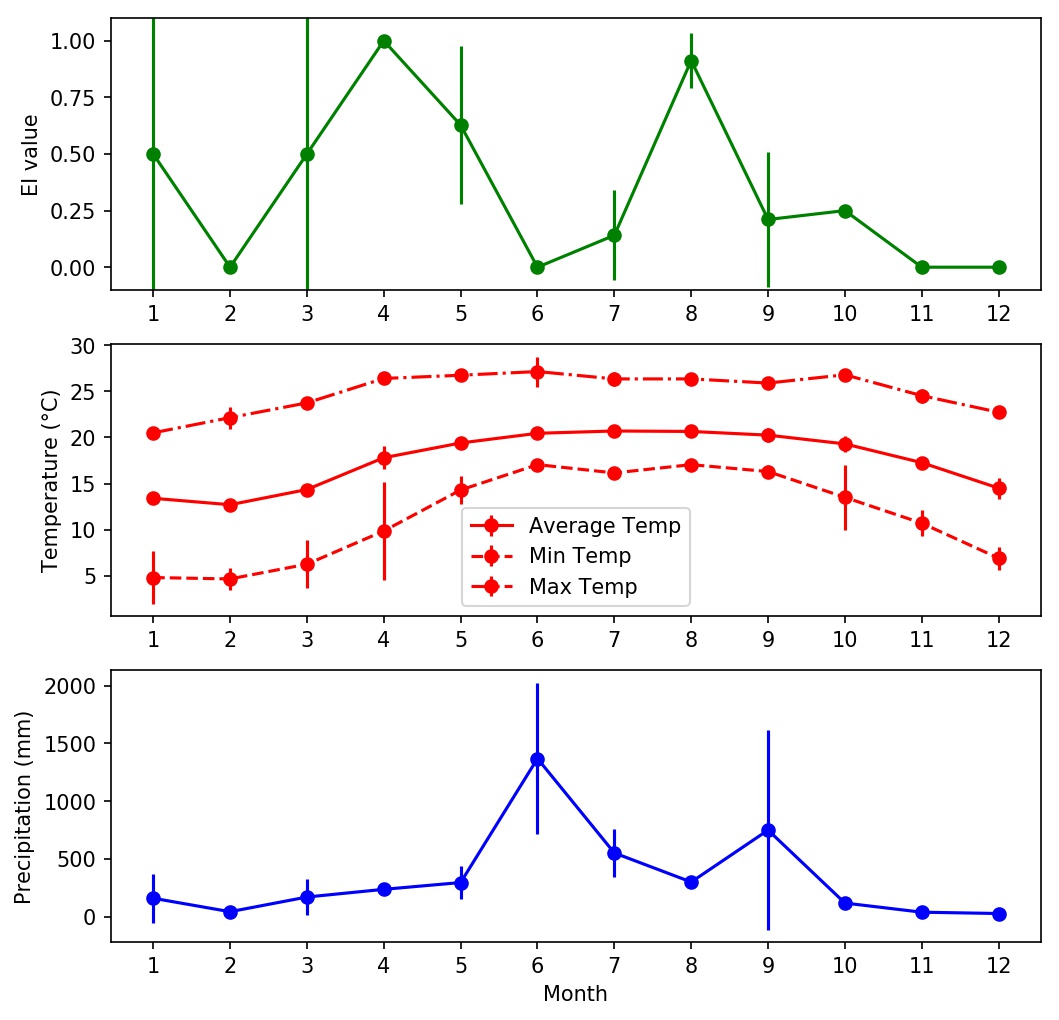 EI value
1.00
0.75
0.50
0.25
0.00
1 2 3 4 5 6 7 8 9 10 11 12
Temperature (°C)
30
25
20
15
10
5
Average Temp
Min Temp
Max Temp
1 2 3 4 5 6 7 8 9 10 11 12
Precipitation (mm)
2000
1500
1000
500
0
1 2 3 4 5 6 7 8 9 10 11 12
Month